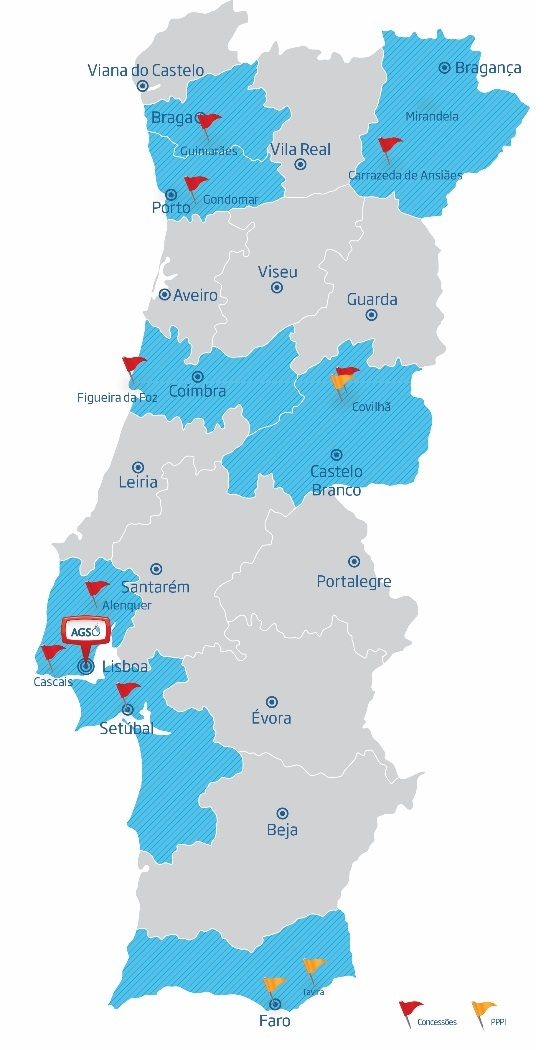 Viana do Castelo
Bragança
Braga
Mirandela
Guimarães
Vila Real
Carrazeda de Ansiães
Gondomar
Porto
Viseu
Aveiro
Guarda
Coimbra
Figueira da Foz
Covilhã
Castelo
Branco
Leiria
Santarém
Portalegre
Alenquer
AGS
Lisboa
Cascais
Setúbal
Évora
Beja
Tavira
Faro
Concessões
PPPI